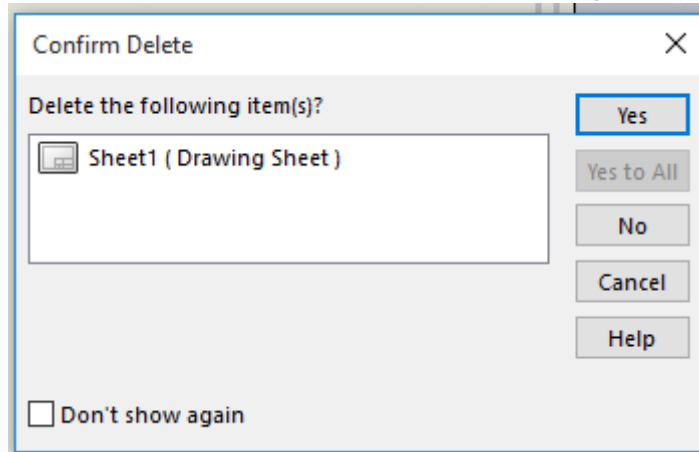 Confirm Delete
Delete the following item(s)?
Sheet1 ( Drawing Sheet )
Yes
Yes to All
No
Cancel
Help
Don't show again